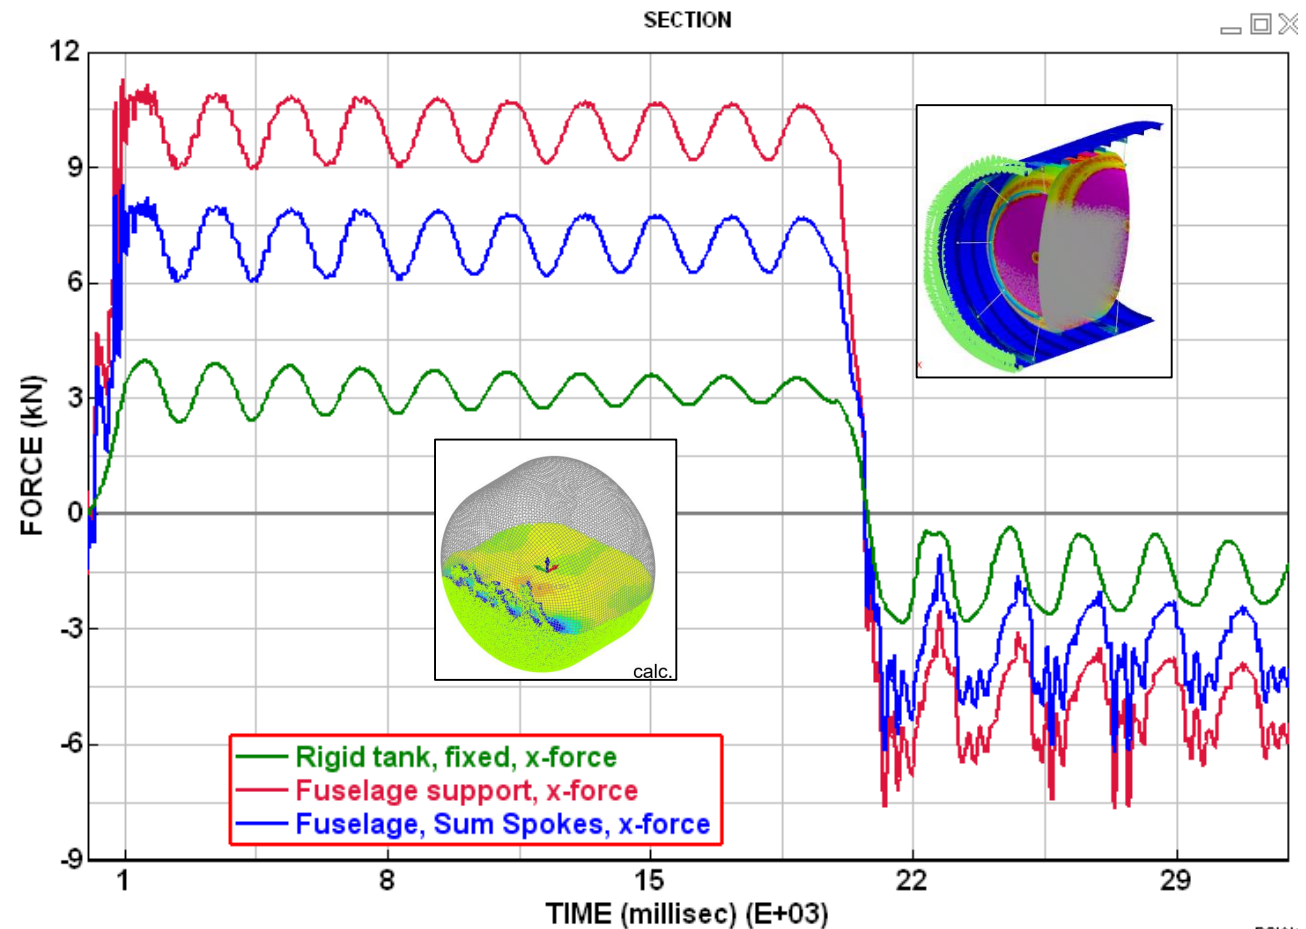 SECTION
12
9
6
3
0
-3
-6
-9
FORCE (kN)
x
calc.
Rigid tank, fixed, x-force
Fuselage support, x-force
Fuselage, Sum Spokes, x-force
1 8 15 22 29
TIME (millisec) (E+03)